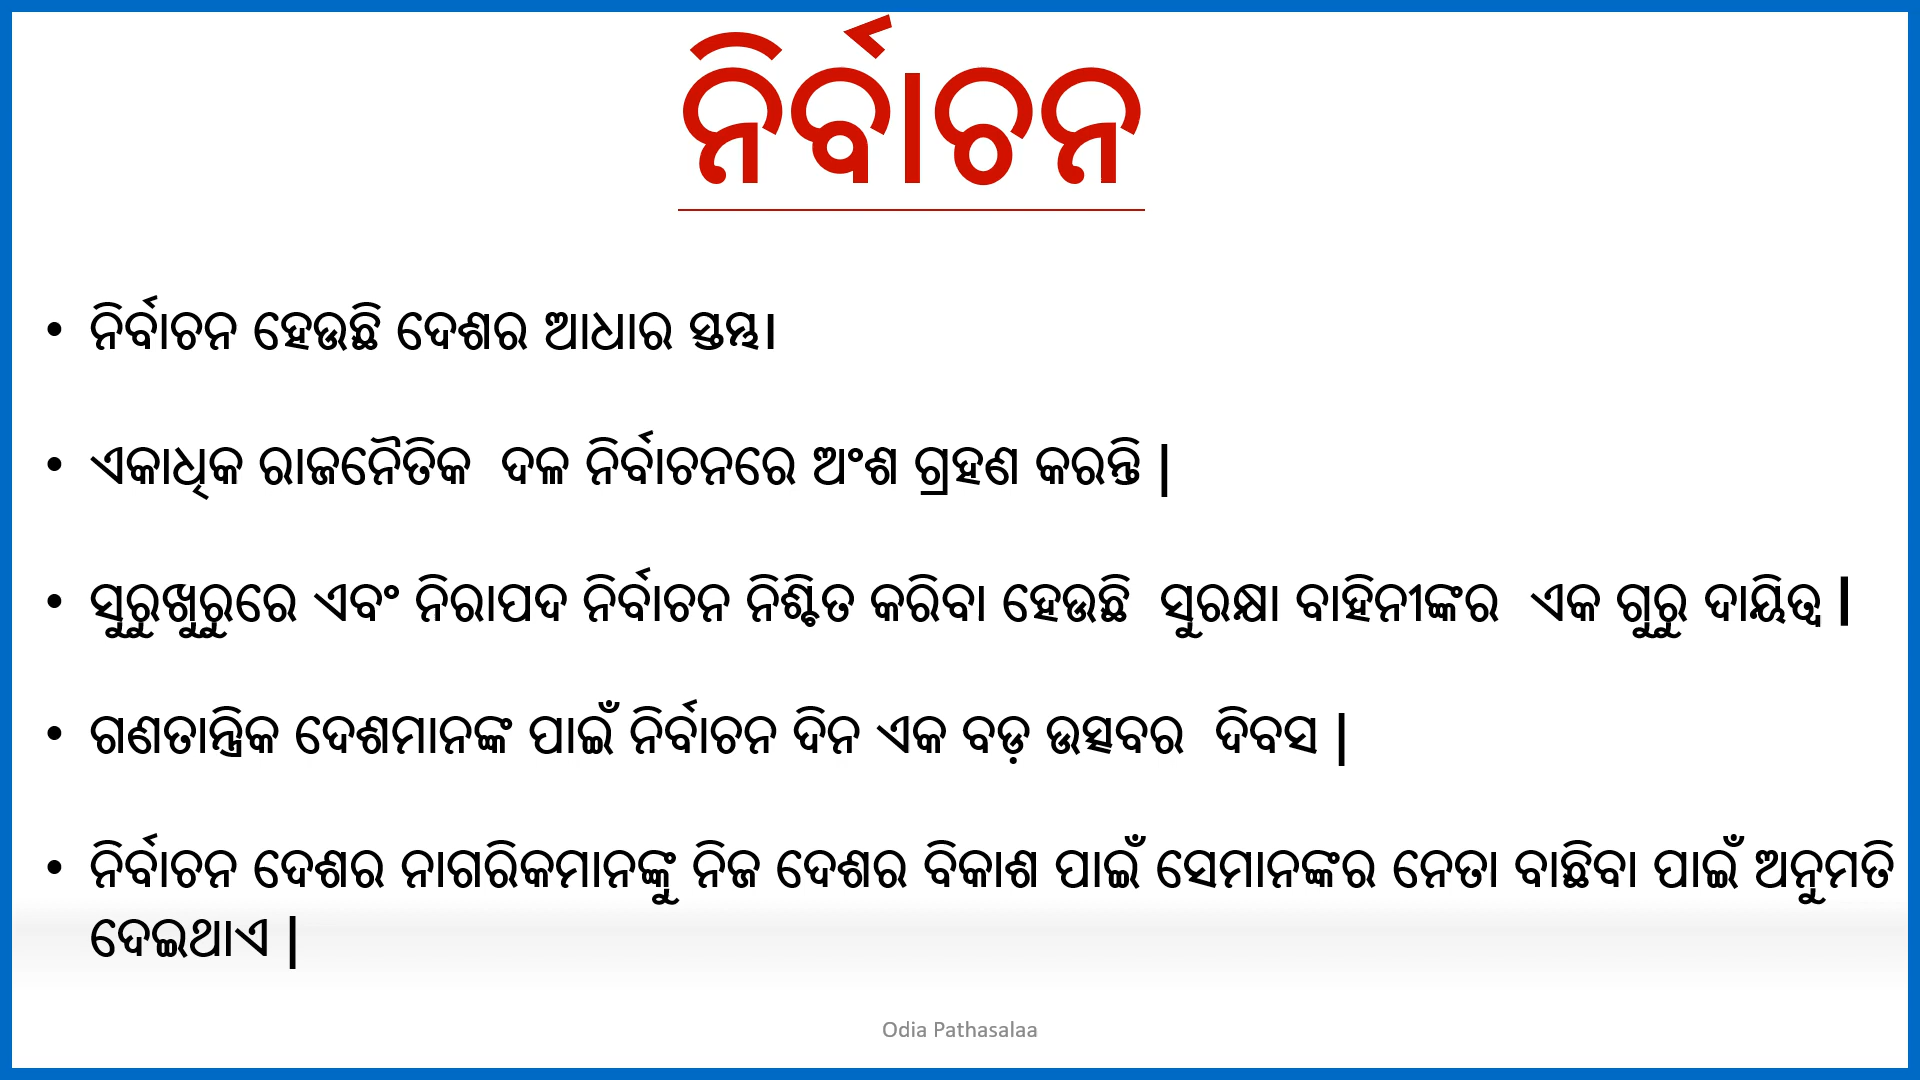 ନିର୍ବାଚନ
• ନିର୍ବାଚନ ହେଉଛି ଦେଶର ଆଧାର ସ୍ତମ୍ଭ।
• ଏକାଧିକ ରାଜନୈତିକ ଦଳ ନିର୍ବାଚନରେ ଅଂଶ ଗ୍ରହଣ କରନ୍ତି |
• ସୁରୁଖୁରୁରେ ଏବଂ ନିରାପଦ ନିର୍ବାଚନ ନିଶ୍ଚିତ କରିବା ହେଉଛି ସୁରକ୍ଷା ବାହିନୀଙ୍କର ଏକ ଗୁରୁ ଦାୟିତ୍ୱ |
• ଗଣତାନ୍ତ୍ରିକ ଦେଶମାନଙ୍କ ପାଇଁ ନିର୍ବାଚନ ଦିନ ଏକ ବଡ଼ ଉତ୍ସବର ଦିବସ |
• ନିର୍ବାଚନ ଦେଶର ନାଗରିକମାନଙ୍କୁ ନିଜ ଦେଶର ବିକାଶ ପାଇଁ ସେମାନଙ୍କର ନେତା ବାଛିବା ପାଇଁ ଅନୁମତି
ଦେଇଥାଏ |
Odia Pathasalaa